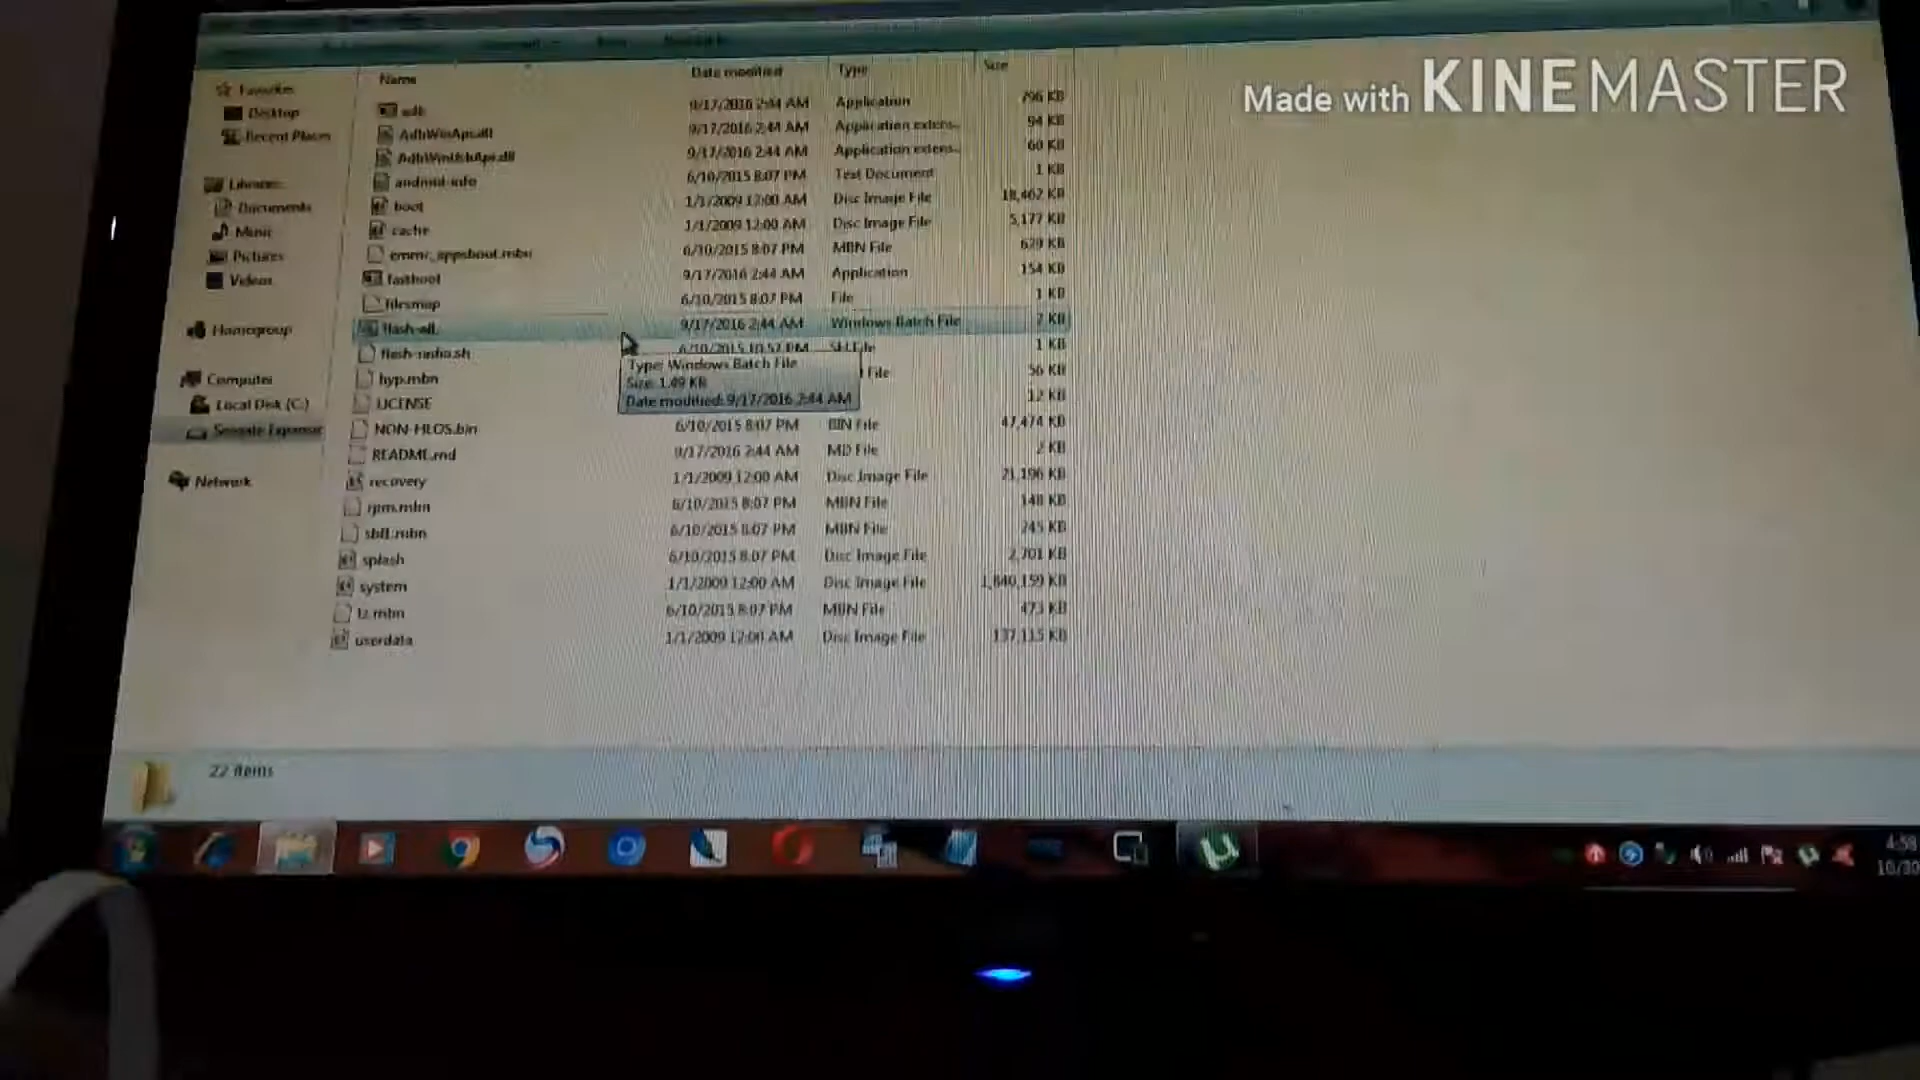 Made with KINEMASTER
Name Date modified Type Size
Favorites
Desktop
Recent Places
Libraries
Documents
Music
Pictures
Videos
Homegroup
Computer
Local Disk (C:)
Seagate Expansi
Network
adb 9/17/2016 2:44 AM Application 796 KB
AdbWinApi.dll 9/17/2016 2:44 AM Application extens... 94 KB
AdbWinUsbApi.dll 9/17/2016 2:44 AM Application extens... 60 KB
android-info 6/10/2015 8:07 PM Text Document 1 KB
boot 1/1/2009 12:00 AM Disc Image File 18,462 KB
cache 1/1/2009 12:00 AM Disc Image File 5,177 KB
emmc_appsboot.mbn 6/10/2015 8:07 PM MBN File 629 KB
fastboot 9/17/2016 2:44 AM Application 154 KB
filesmap 6/10/2015 8:07 PM File 1 KB
flash-all 9/17/2016 2:44 AM Windows Batch File 2 KB
flash-radio.sh 6/10/2015 10:57 PM SH File 1 KB
hyp.mbn File 56 KB
LICENSE 12 KB
Type: Windows Batch File
Size: 1.09 KB
Date modified: 9/17/2016 2:44 AM
NON-HLOS.bin 6/10/2015 8:07 PM BIN File 47,474 KB
README.md 9/17/2016 2:44 AM MD File 2 KB
recovery 1/1/2009 12:00 AM Disc Image File 21,196 KB
rpm.mbn 6/10/2015 8:07 PM MBN File 148 KB
sbl1.mbn 6/10/2015 8:07 PM MBN File 245 KB
splash 6/10/2015 8:07 PM Disc Image File 2,701 KB
system 1/1/2009 12:00 AM Disc Image File 1,840,159 KB
tz.mbn 6/10/2015 8:07 PM MBN File 473 KB
userdata 1/1/2009 12:00 AM Disc Image File 137,115 KB
22 items
4:58
10/30